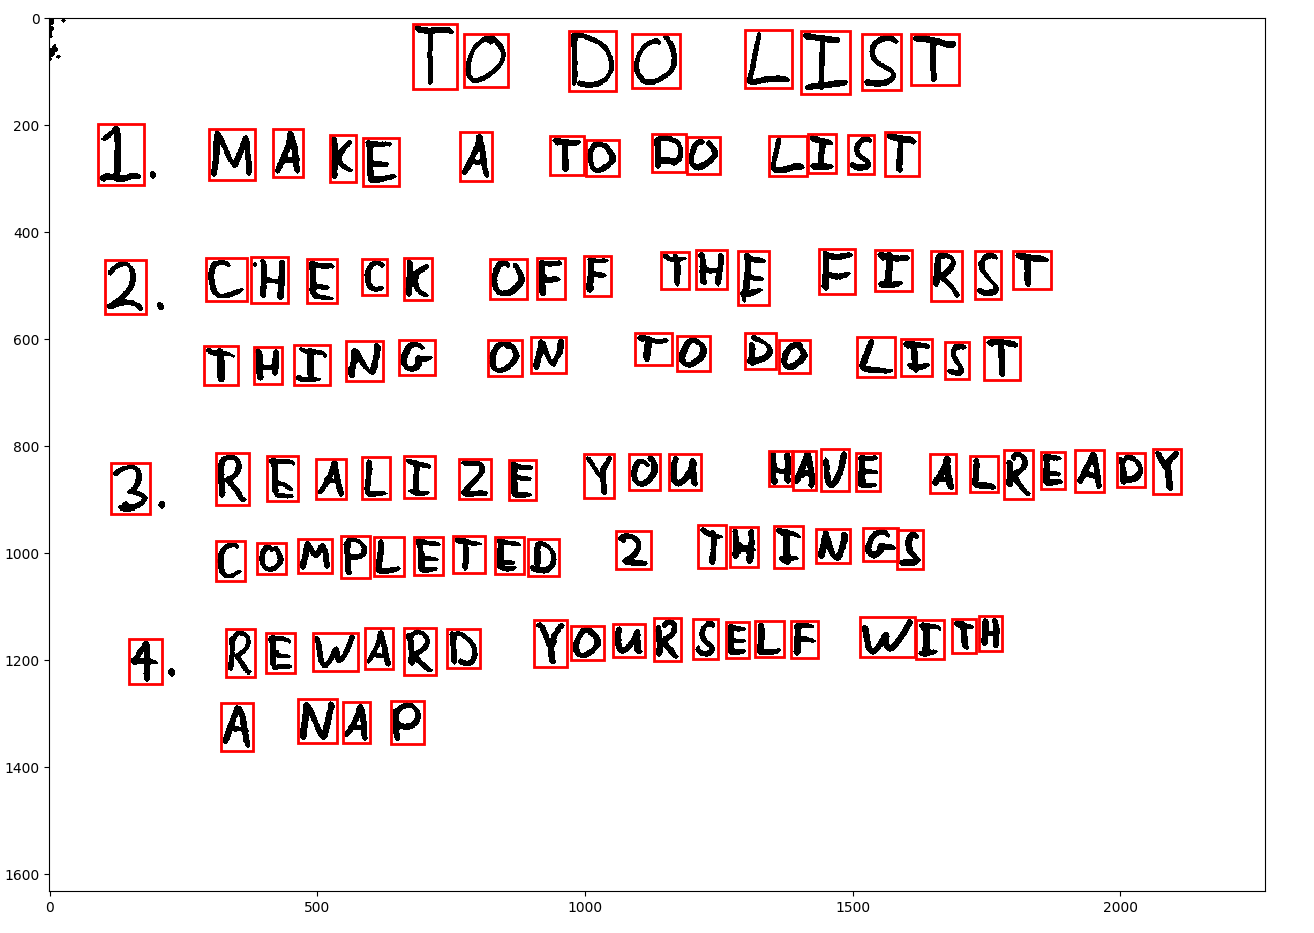 TO DO LIST
1. MAKE A TO DO LIST
2. CHECK OFF THE FIRST
THING ON TO DO LIST
3. REALIZE YOU HAVE ALREADY
COMPLETED 2 THINGS
4. REWARD YOURSELF WITH
A NAP
0
200
400
600
800
1000
1200
1400
1600
0 500 1000 1500 2000